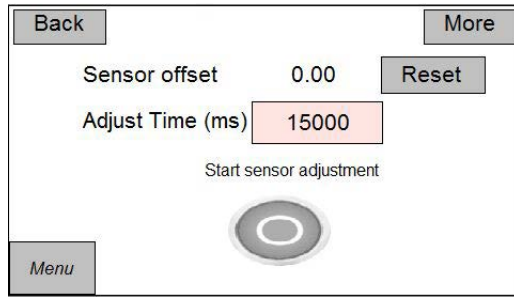 Back More
Sensor offset 0.00 Reset
Adjust Time (ms) 15000
Start sensor adjustment
Menu